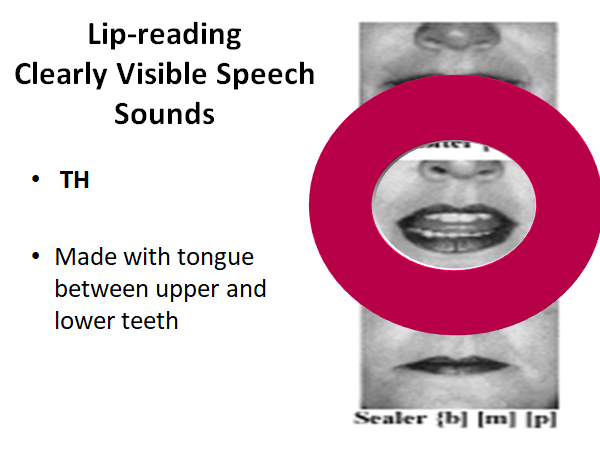 Lip-reading
Clearly Visible Speech
Sounds
• TH
• Made with tongue
between upper and
lower teeth
Sealer {b] [m] [p]